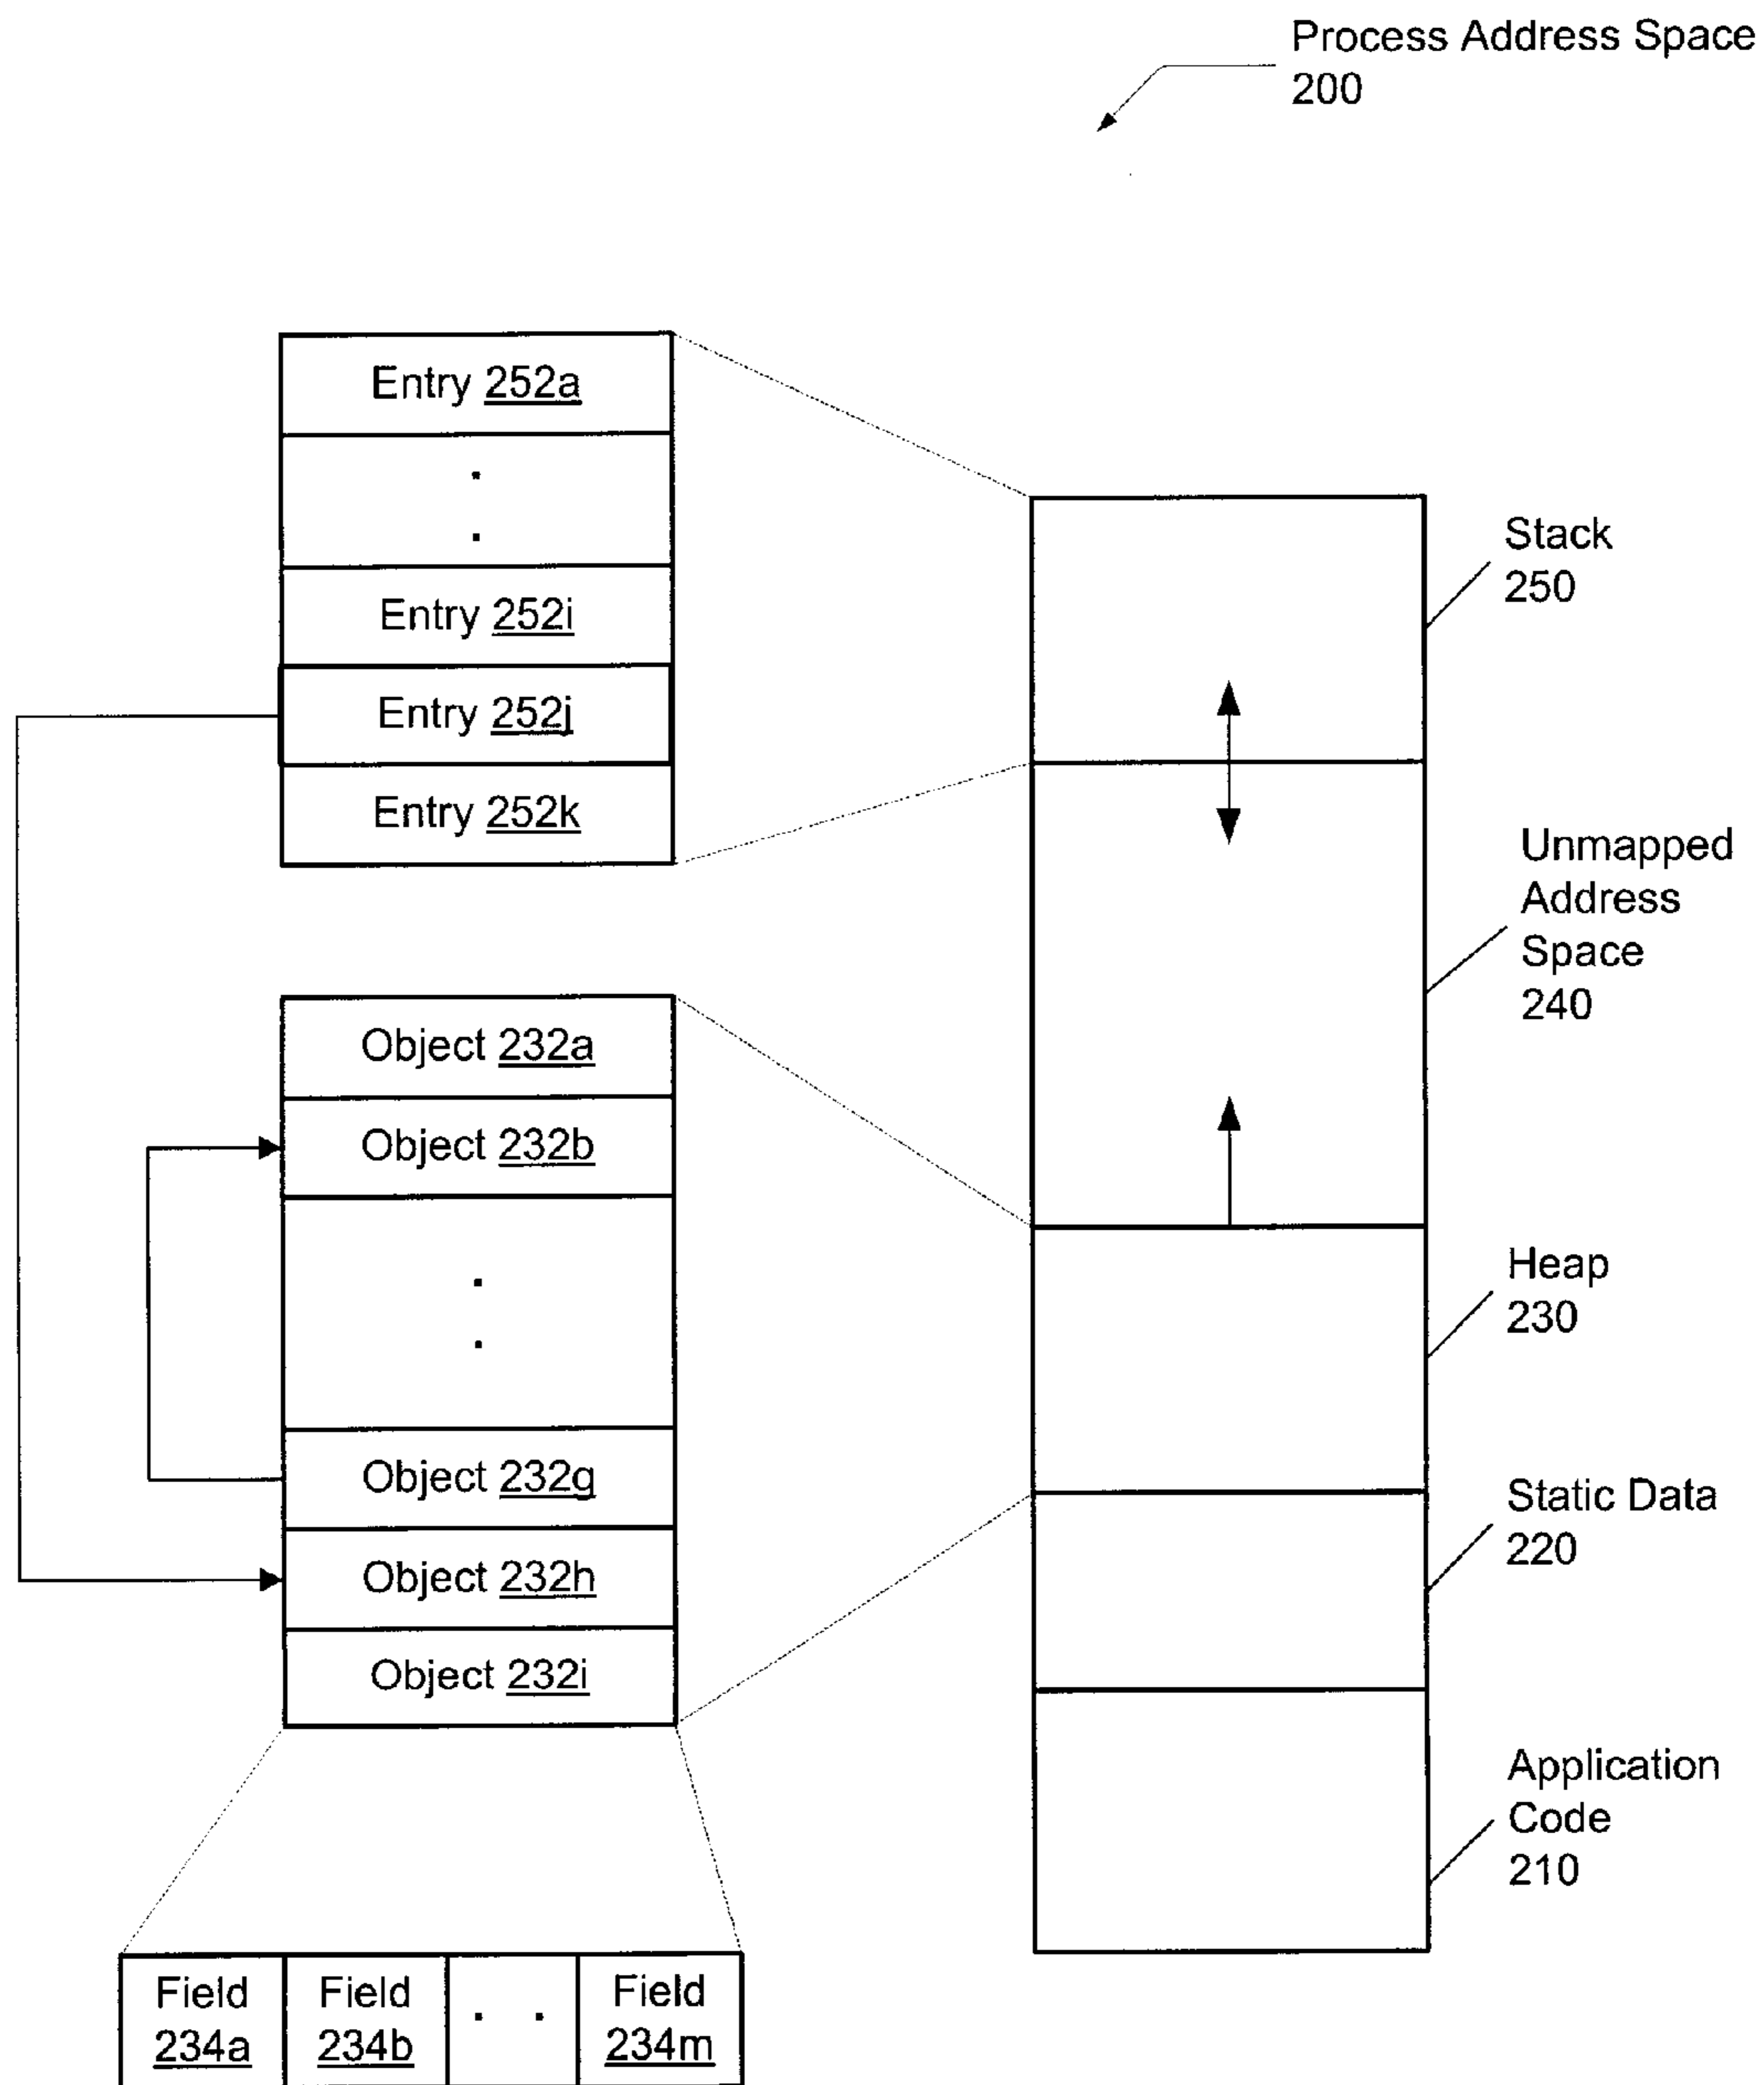 Process Address Space
200
Entry 252a
Entry 252i
Entry 252j
Entry 252k
Stack
250
Unmapped
Address
Space
240
Object 232a
Object 232b
Object 232g
Object 232h
Object 232i
Heap
230
Static Data
220
Application
Code
210
Field
234a
Field
234b
Field
234m